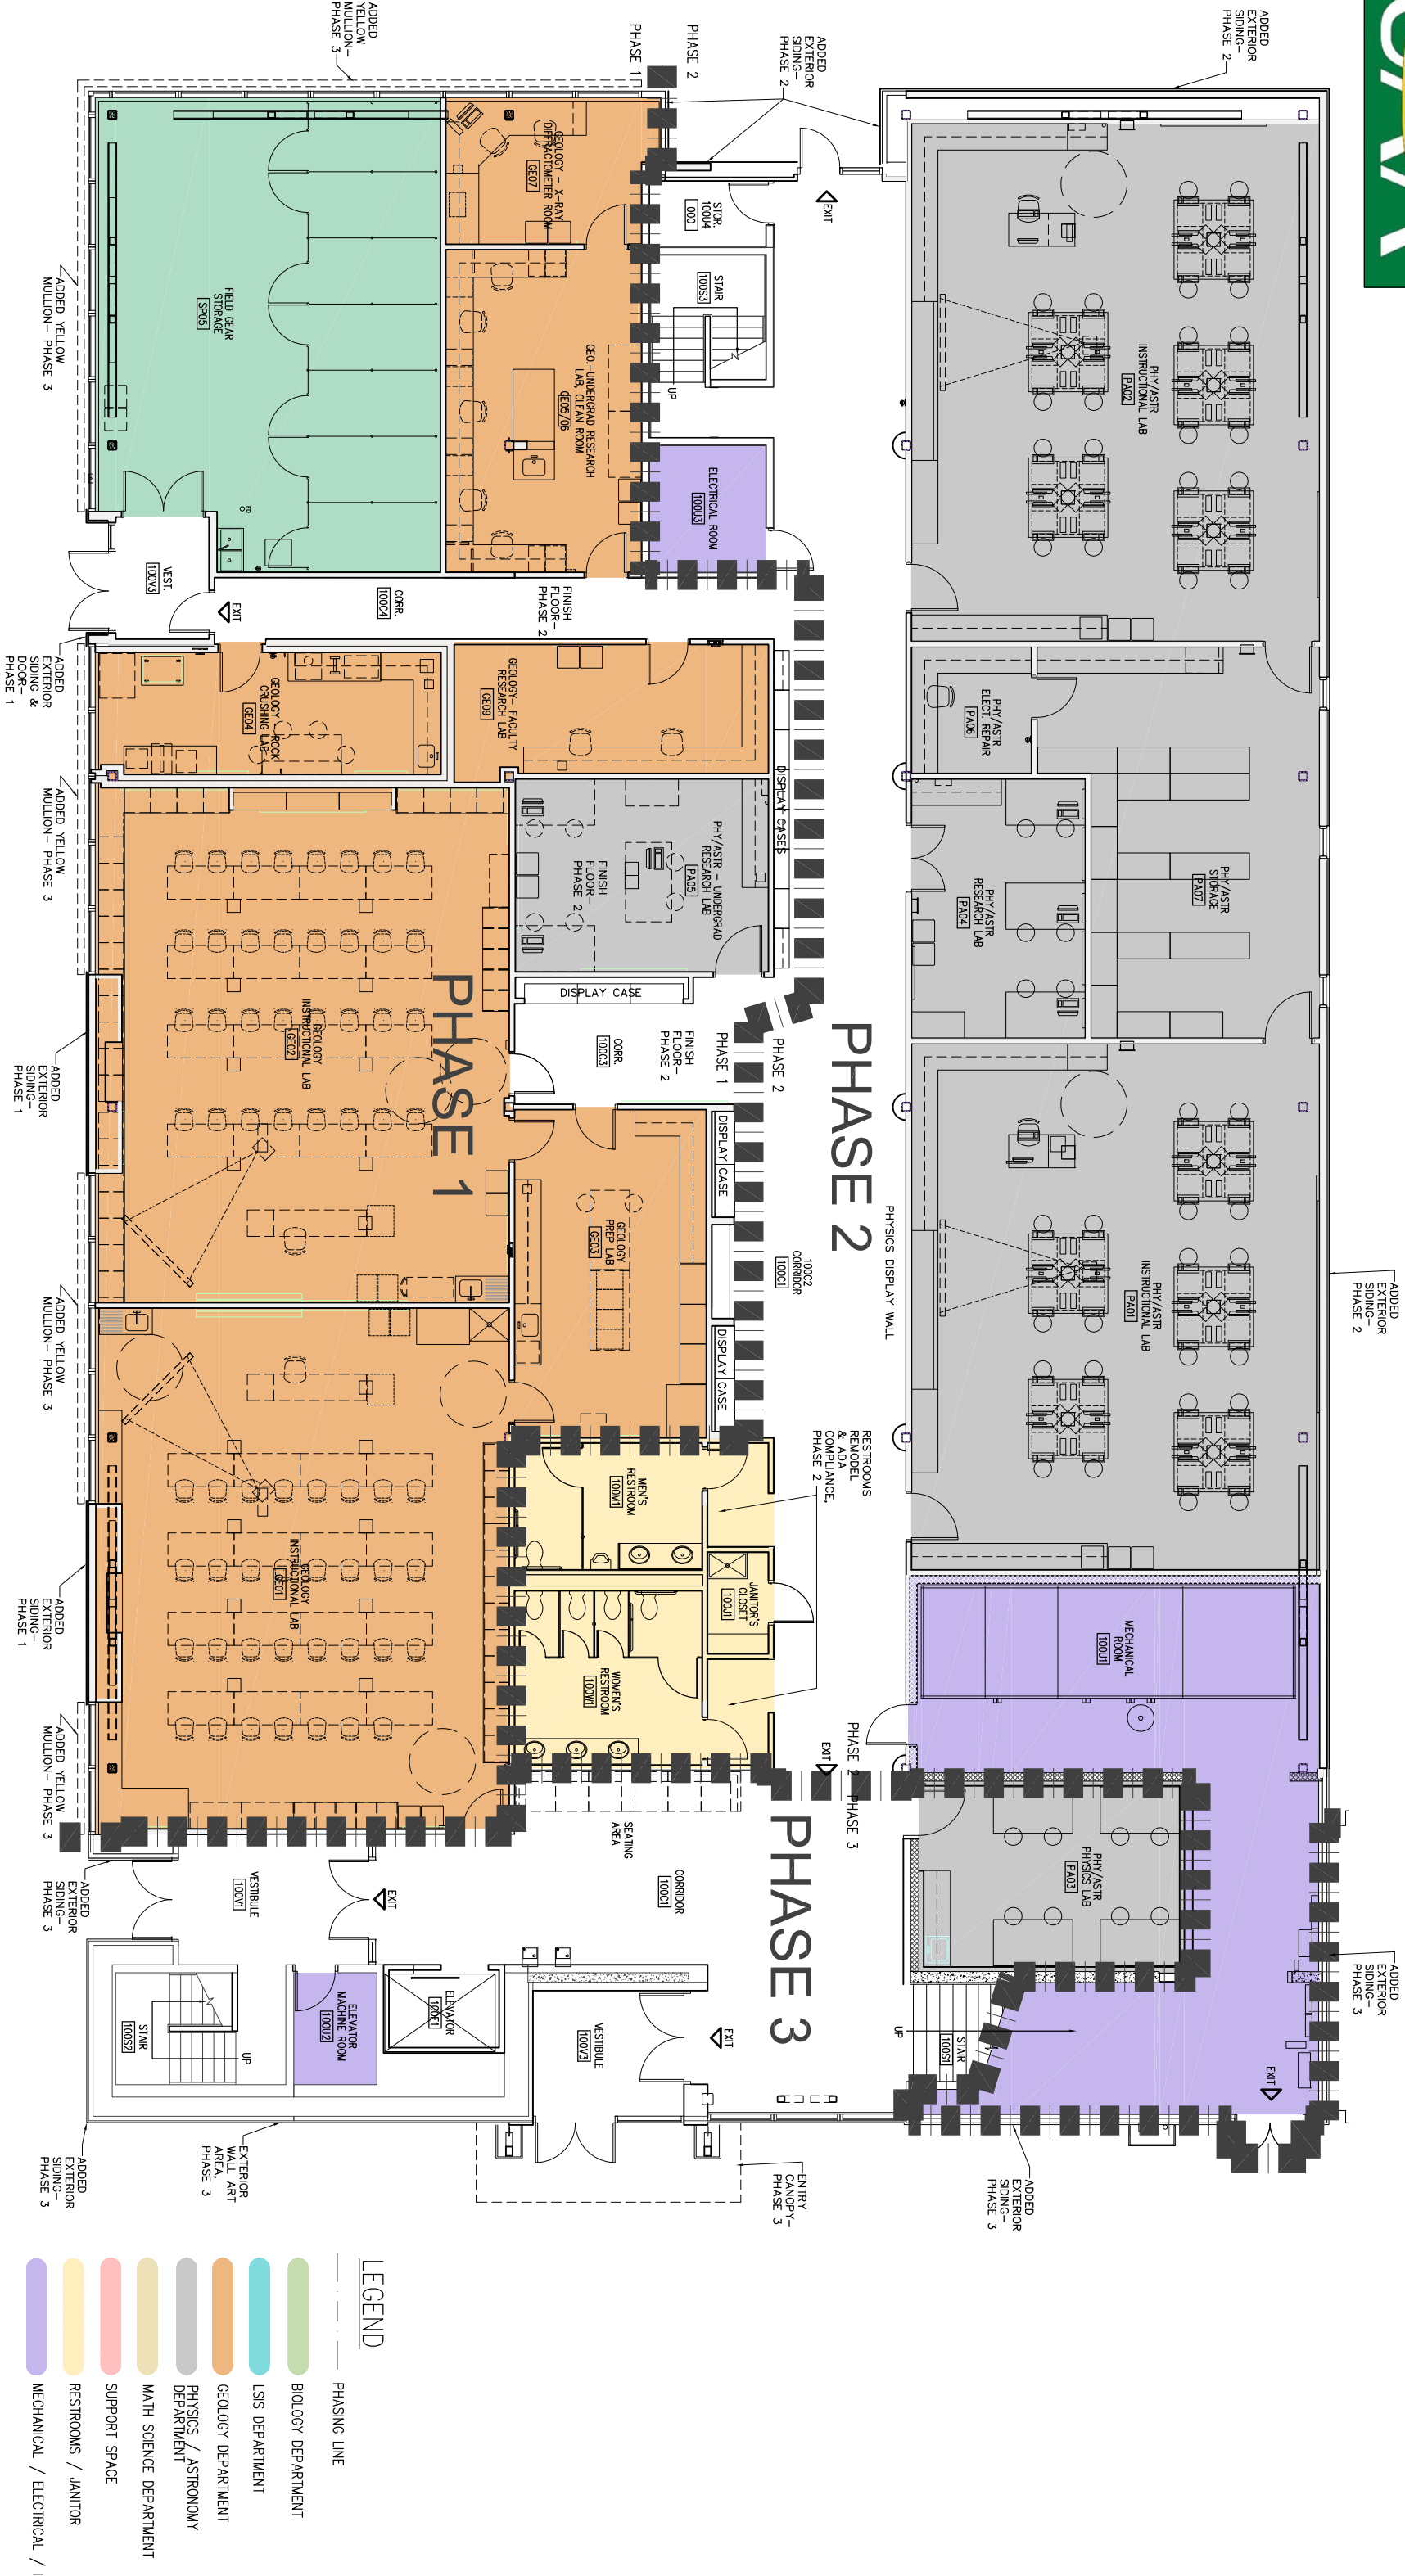 ADDED
YELLOW
MULLION-
PHASE 3
PHASE 1
PHASE 2
ADDED
EXTERIOR
SIDING-
PHASE 2
ADDED
EXTERIOR
SIDING-
PHASE 2
ADDED
EXTERIOR
SIDING-
PHASE 2
PHY/ASTR
INSTRUCTIONAL LAB
PA02
PHY/ASTR
ELECT. REPAIR
PA06
PHY/ASTR
STORAGE
PA07
PHY/ASTR
RESEARCH LAB
PA04
PHY/ASTR
INSTRUCTIONAL LAB
PA01
MECHANICAL
ROOM
100U1
PHY/ASTR
PHYSICS LAB
PA03
ADDED
EXTERIOR
SIDING-
PHASE 3
EXIT
STAIR
100S1
UP
ADDED
EXTERIOR
SIDING-
PHASE 3
EXIT
STOR.
100U4
000
STAIR
100S3
UP
ELECTRICAL ROOM
100U3
PHASE 2
PHYSICS DISPLAY WALL
100C2
CORRIDOR
100C1
PHASE 1
PHASE 2
DISPLAY CASES
DISPLAY CASE
DISPLAY CASE
DISPLAY CASE
RESTROOMS
REMODEL
& ADA
COMPLIANCE,
PHASE 2
EXIT
PHASE 2
PHASE 3
PHASE 3
GEOLOGY - X-RAY
DIFFRACTOMETER ROOM
GE07
GEO.-UNDERGRAD RESEARCH
LAB, CLEAN ROOM
GE05/06
FIELD GEAR
STORAGE
SP05
FD
VEST.
100V3
EXIT
CORR.
100C4
FINISH
FLOOR-
PHASE 2
GEOLOGY - ROCK
CRUSHING LAB
GE04
GEOLOGY- FACULTY
RESEARCH LAB
GE09
PHY/ASTR - UNDERGRAD
RESEARCH LAB
PA05
FINISH
FLOOR-
PHASE 2
CORR.
100C3
FINISH
FLOOR-
PHASE 2
PHASE 1
GEOLOGY
INSTRUCTIONAL LAB
GE02
GEOLOGY
PREP LAB
GE03
GEOLOGY
INSTRUCTIONAL LAB
GE01
MEN'S
RESTROOM
100M1
JANITOR'S
CLOSET
100J1
WOMEN'S
RESTROOM
100W1
SEATING
AREA
CORRIDOR
100C1
VESTIBULE
100V1
EXIT
ELEVATOR
100E1
ELEVATOR
MACHINE ROOM
100U2
STAIR
100S2
UP
VESTIBULE
100V3
EXIT
ENTRY
CANOPY-
PHASE 3
EXTERIOR
WALL ART
AREA,
PHASE 3
ADDED
EXTERIOR
SIDING-
PHASE 3
ADDED
EXTERIOR
SIDING-
PHASE 3
ADDED YELLOW
MULLION- PHASE 3
ADDED
EXTERIOR
SIDING &
DOOR-
PHASE 1
ADDED YELLOW
MULLION- PHASE 3
ADDED
EXTERIOR
SIDING-
PHASE 1
ADDED YELLOW
MULLION- PHASE 3
ADDED
EXTERIOR
SIDING-
PHASE 1
ADDED YELLOW
MULLION- PHASE 3
LEGEND
PHASING LINE
BIOLOGY DEPARTMENT
LSIS DEPARTMENT
GEOLOGY DEPARTMENT
PHYSICS / ASTRONOMY
DEPARTMENT
MATH SCIENCE DEPARTMENT
SUPPORT SPACE
RESTROOMS / JANITOR
MECHANICAL / ELECTRICAL /